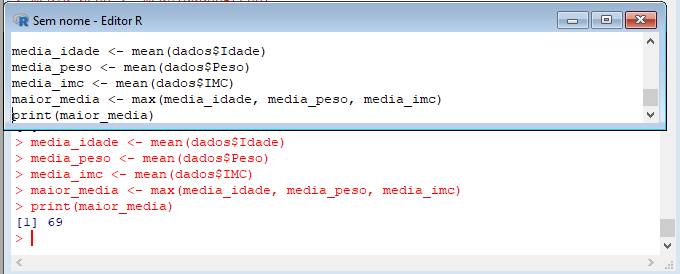 Sem nome - Editor R
media_idade <- mean(dados$Idade)
media_peso <- mean(dados$Peso)
media_imc <- mean(dados$IMC)
maior_media <- max(media_idade, media_peso, media_imc)
print(maior_media)
> media_idade <- mean(dados$Idade)
> media_peso <- mean(dados$Peso)
> media_imc <- mean(dados$IMC)
> maior_media <- max(media_idade, media_peso, media_imc)
> print(maior_media)
[1] 69
>